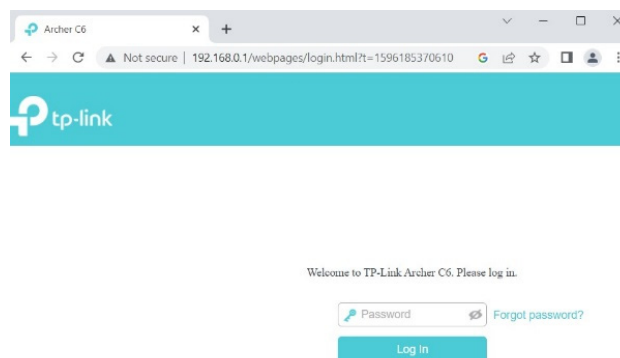 Archer C6
Not secure | 192.168.0.1/webpages/login.html?t=1596185370610
tp-link
Welcome to TP-Link Archer C6. Please log in.
Password
Forgot password?
Log In